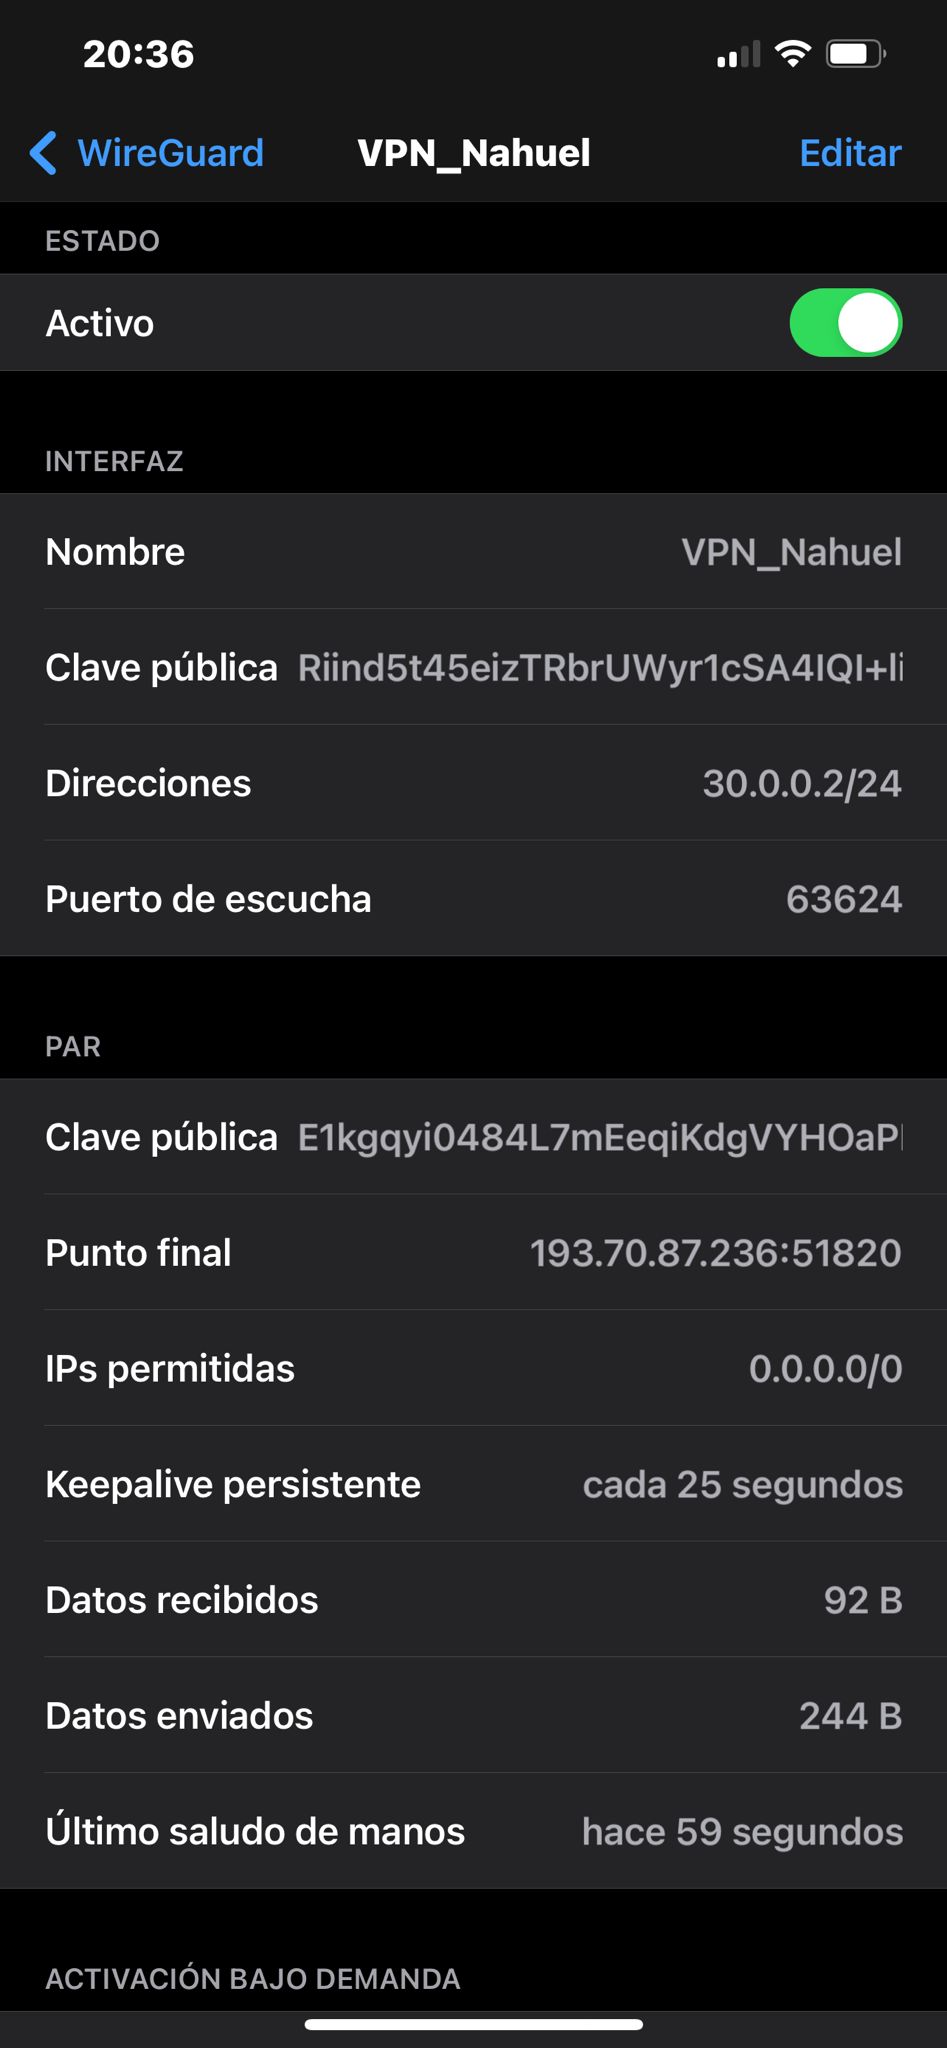 20:36
WireGuard VPN_Nahuel Editar
ESTADO
Activo
INTERFAZ
Nombre VPN_Nahuel
Clave pública Riind5t45eizTRbrUWyr1cSA4IQI+li
Direcciones 30.0.0.2/24
Puerto de escucha 63624
PAR
Clave pública E1kgqyi0484L7mEeqiKdgVYHOaP
Punto final 193.70.87.236:51820
IPs permitidas 0.0.0.0/0
Keepalive persistente cada 25 segundos
Datos recibidos 92 B
Datos enviados 244 B
Último saludo de manos hace 59 segundos
ACTIVACIÓN BAJO DEMANDA